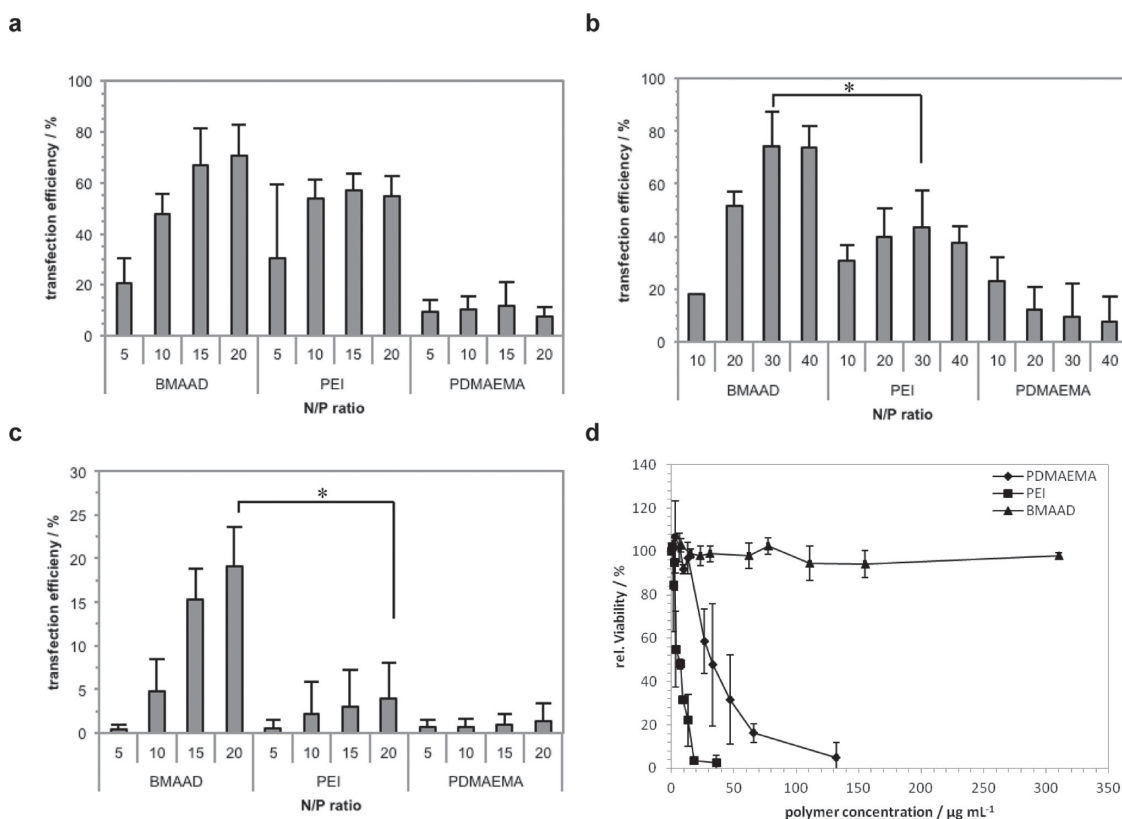 a
100
80
60
40
20
0
transfection efficiency / %
5 10 15 20 5 10 15 20 5 10 15 20
BMAAD PEI PDMAEMA
N/P ratio
b
100
80
60
40
20
0
transfection efficiency / %
*
10 20 30 40 10 20 30 40 10 20 30 40
BMAAD PEI PDMAEMA
N/P ratio
c
30
25
20
15
10
5
0
transfection efficieny / %
*
5 10 15 20 5 10 15 20 5 10 15 20
BMAAD PEI PDMAEMA
N/P ratio
d
140
120
100
80
60
40
20
0
rel. Viability / %
PDMAEMA
PEI
BMAAD
0 50 100 150 200 250 300 350
polymer concentration / µg mL⁻¹